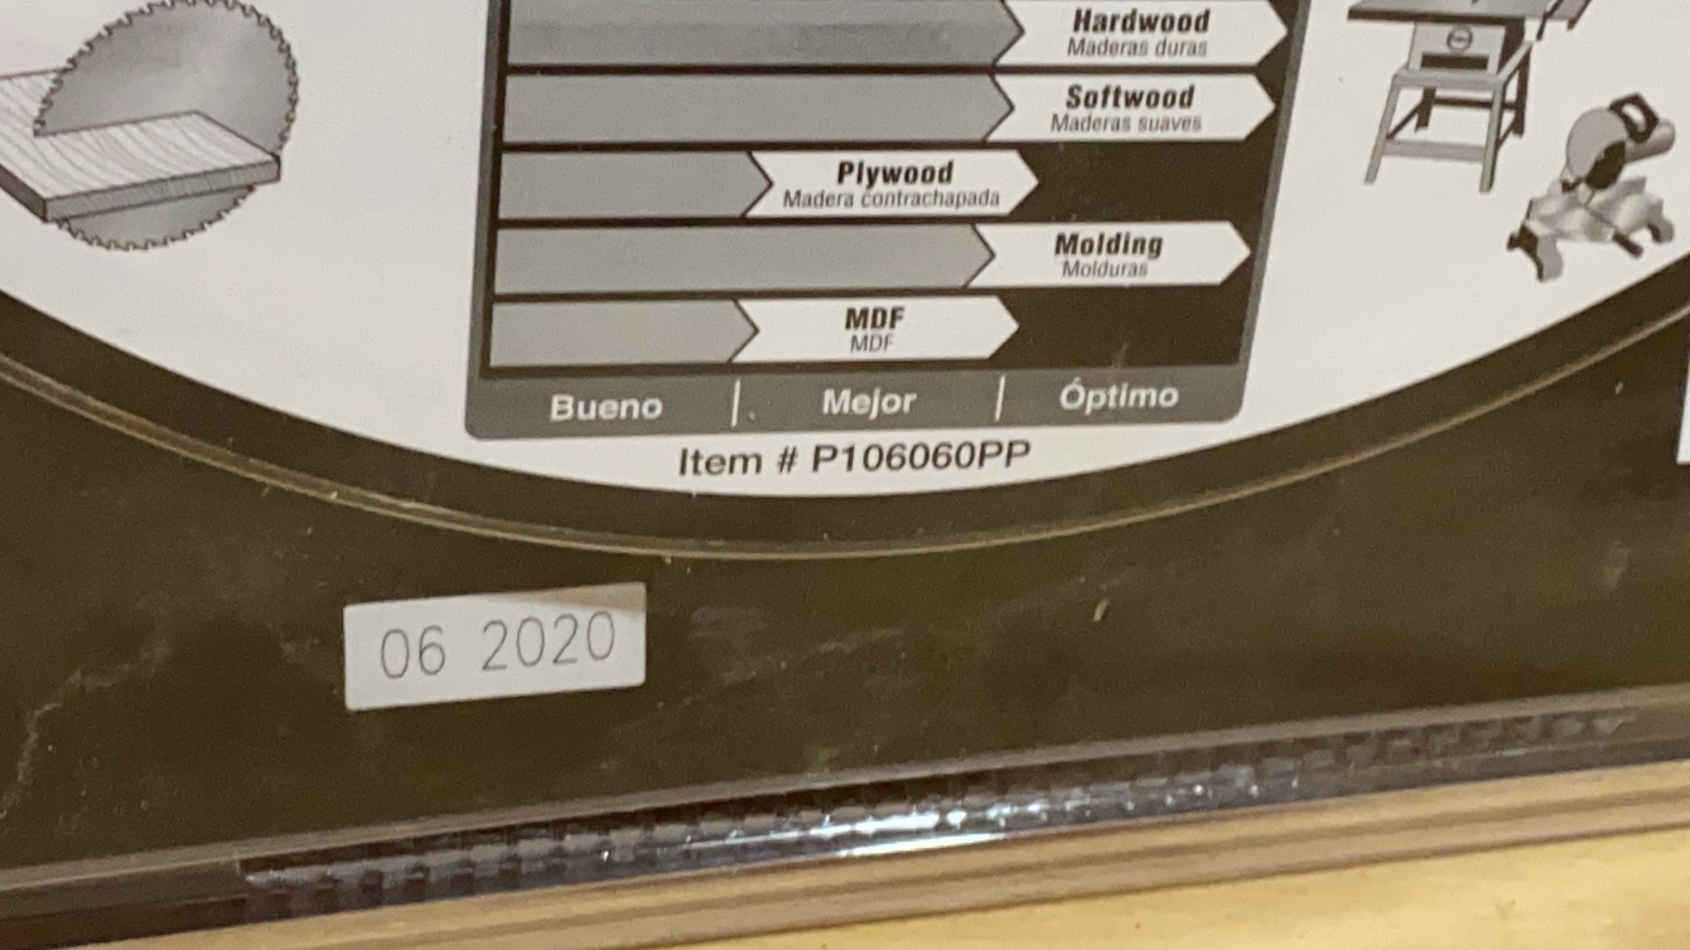 Hardwood
Maderas duras
Softwood
Maderas suaves
Plywood
Madera contrachapada
Molding
Molduras
MDF
MDF
Bueno | Mejor | Óptimo
Item # P106060PP
06 2020